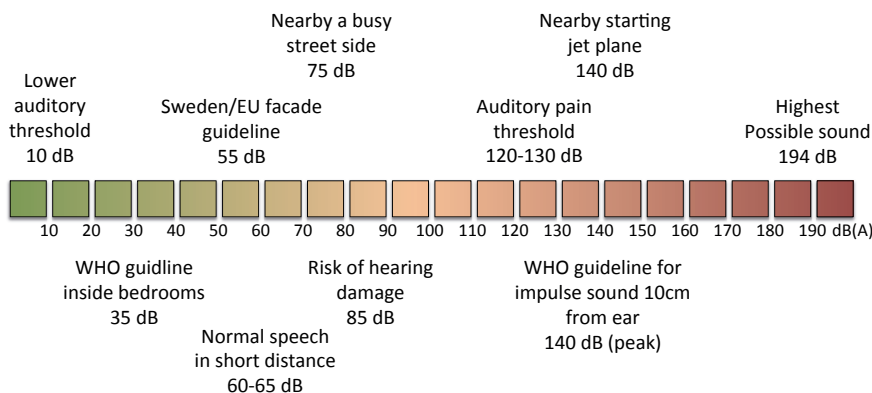 Nearby a busy
street side
75 dB
Nearby starting
jet plane
140 dB
Lower
auditory
threshold
10 dB
Sweden/EU facade
guideline
55 dB
Auditory pain
threshold
120-130 dB
Highest
Possible sound
194 dB
10 20 30 40 50 60 70 80 90 100 110 120 130 140 150 160 170 180 190 dB(A)
WHO guidline
inside bedrooms
35 dB
Risk of hearing
damage
85 dB
WHO guideline for
impulse sound 10cm
from ear
140 dB (peak)
Normal speech
in short distance
60-65 dB